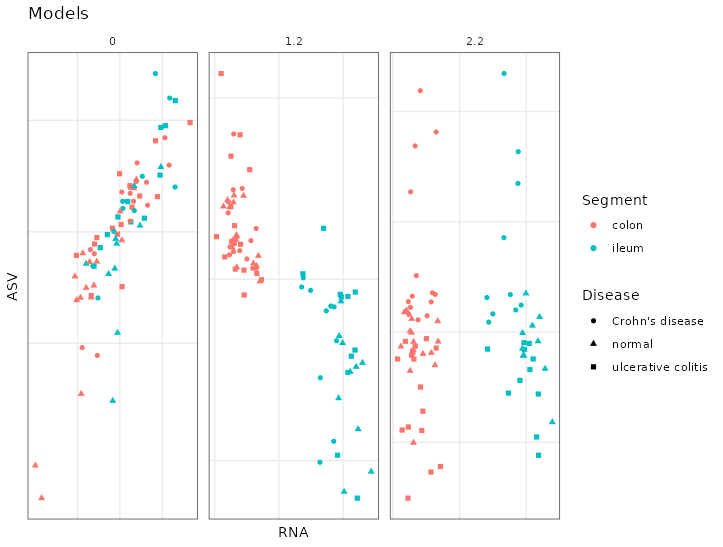 Models
0
1.2
2.2
ASV
RNA
Segment
colon
ileum
Disease
Crohn's disease
normal
ulcerative colitis